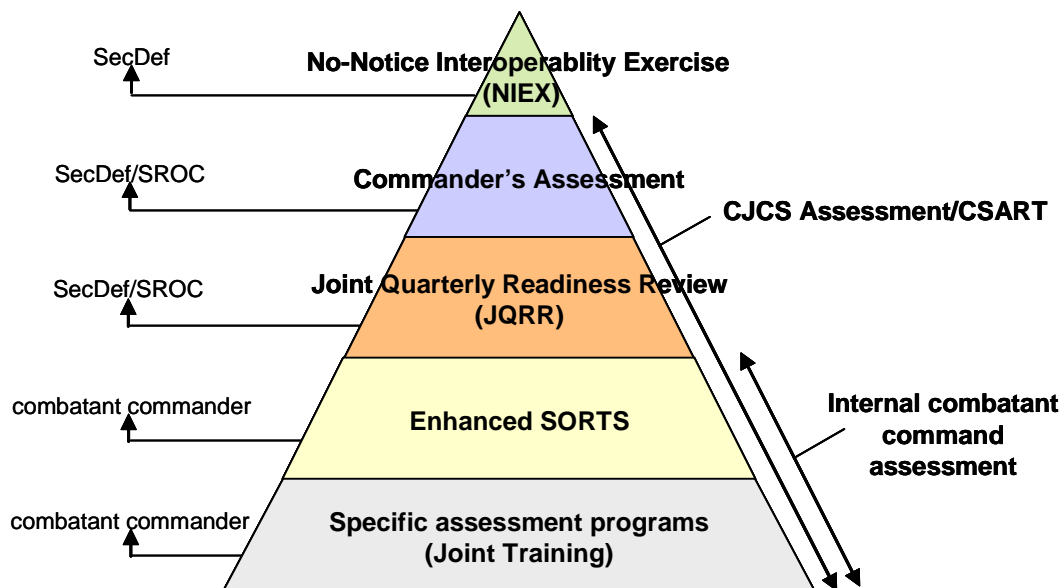 SecDef
No-Notice Interoperablity Exercise
(NIEX)
SecDef/SROC
Commander's Assessment
CJCS Assessment/CSART
SecDef/SROC
Joint Quarterly Readiness Review
(JQRR)
combatant commander
Enhanced SORTS
Internal combatant
command
assessment
combatant commander
Specific assessment programs
(Joint Training)